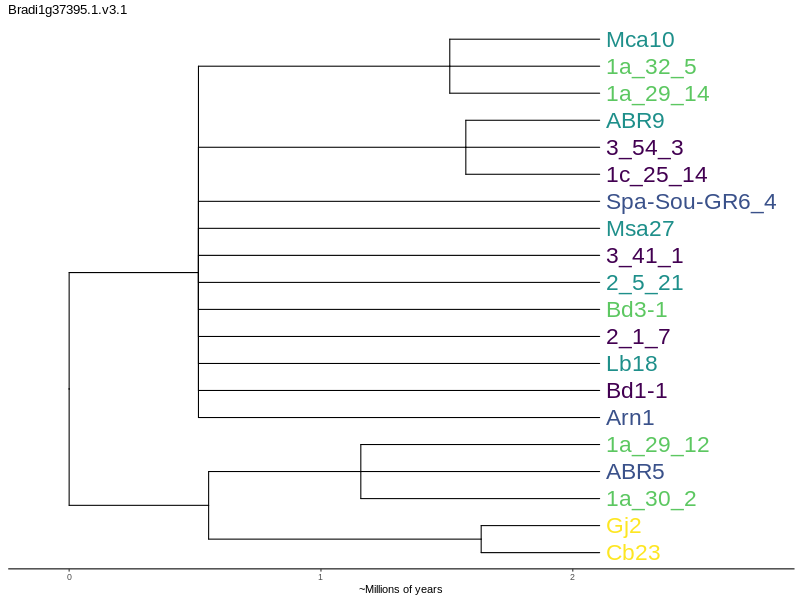 Bradi1g37395.1.v3.1
Mca10
1a_32_5
1a_29_14
ABR9
3_54_3
1c_25_14
Spa-Sou-GR6_4
Msa27
3_41_1
2_5_21
Bd3-1
2_1_7
Lb18
Bd1-1
Arn1
1a_29_12
ABR5
1a_30_2
Gj2
Cb23
0 1 2
~Millions of years